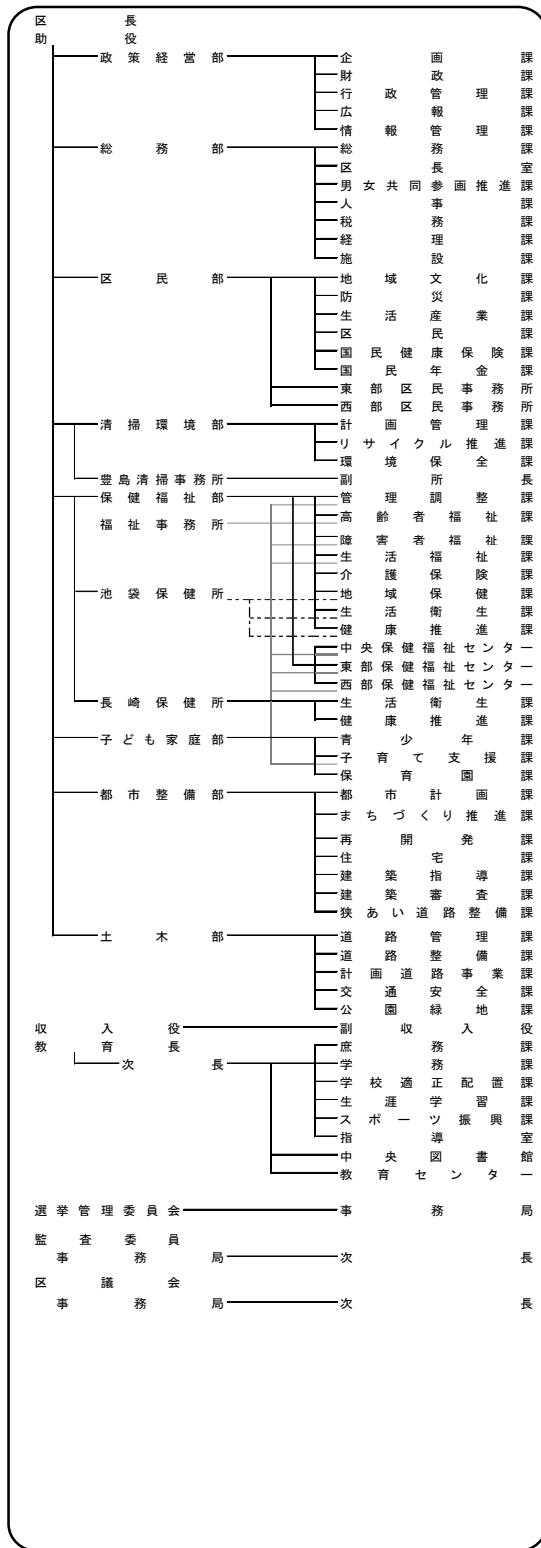 区長
助役
政策経営部 企画課
財政課
行政管理課
広報課
情報管理課
総務部 総務課
区長室
男女共同参画推進課
人事課
税務課
経理課
施設課
区民部 地域文化課
防災課
生活産業課
区民課
国民健康保険課
国民年金課
東部区民事務所
西部区民事務所
清掃環境部 計画管理課
リサイクル推進課
環境保全課
豊島清掃事務所 副所長
保健福祉部 管理調整課
福祉事務所 高齢者福祉課
障害者福祉課
生活福祉課
介護保険課
池袋保健所 地域保健課
生活衛生課
健康推進課
中央保健福祉センター
東部保健福祉センター
西部保健福祉センター
長崎保健所 生活衛生課
健康推進課
子ども家庭部 青少年課
子育て支援課
保育園課
都市整備部 都市計画課
まちづくり推進課
再開発課
住宅課
建築指導課
建築審査課
狭あい道路整備課
土木部 道路管理課
道路整備課
計画道路事業課
交通安全課
公園緑地課
収入役 副収入役
教育長 庶務課
次長 学務課
学校適正配置課
生涯学習課
スポーツ振興課
指導室
中央図書館
教育センター
選挙管理委員会 事務局
監査委員
事務局 次長
区議会
事務局 次長